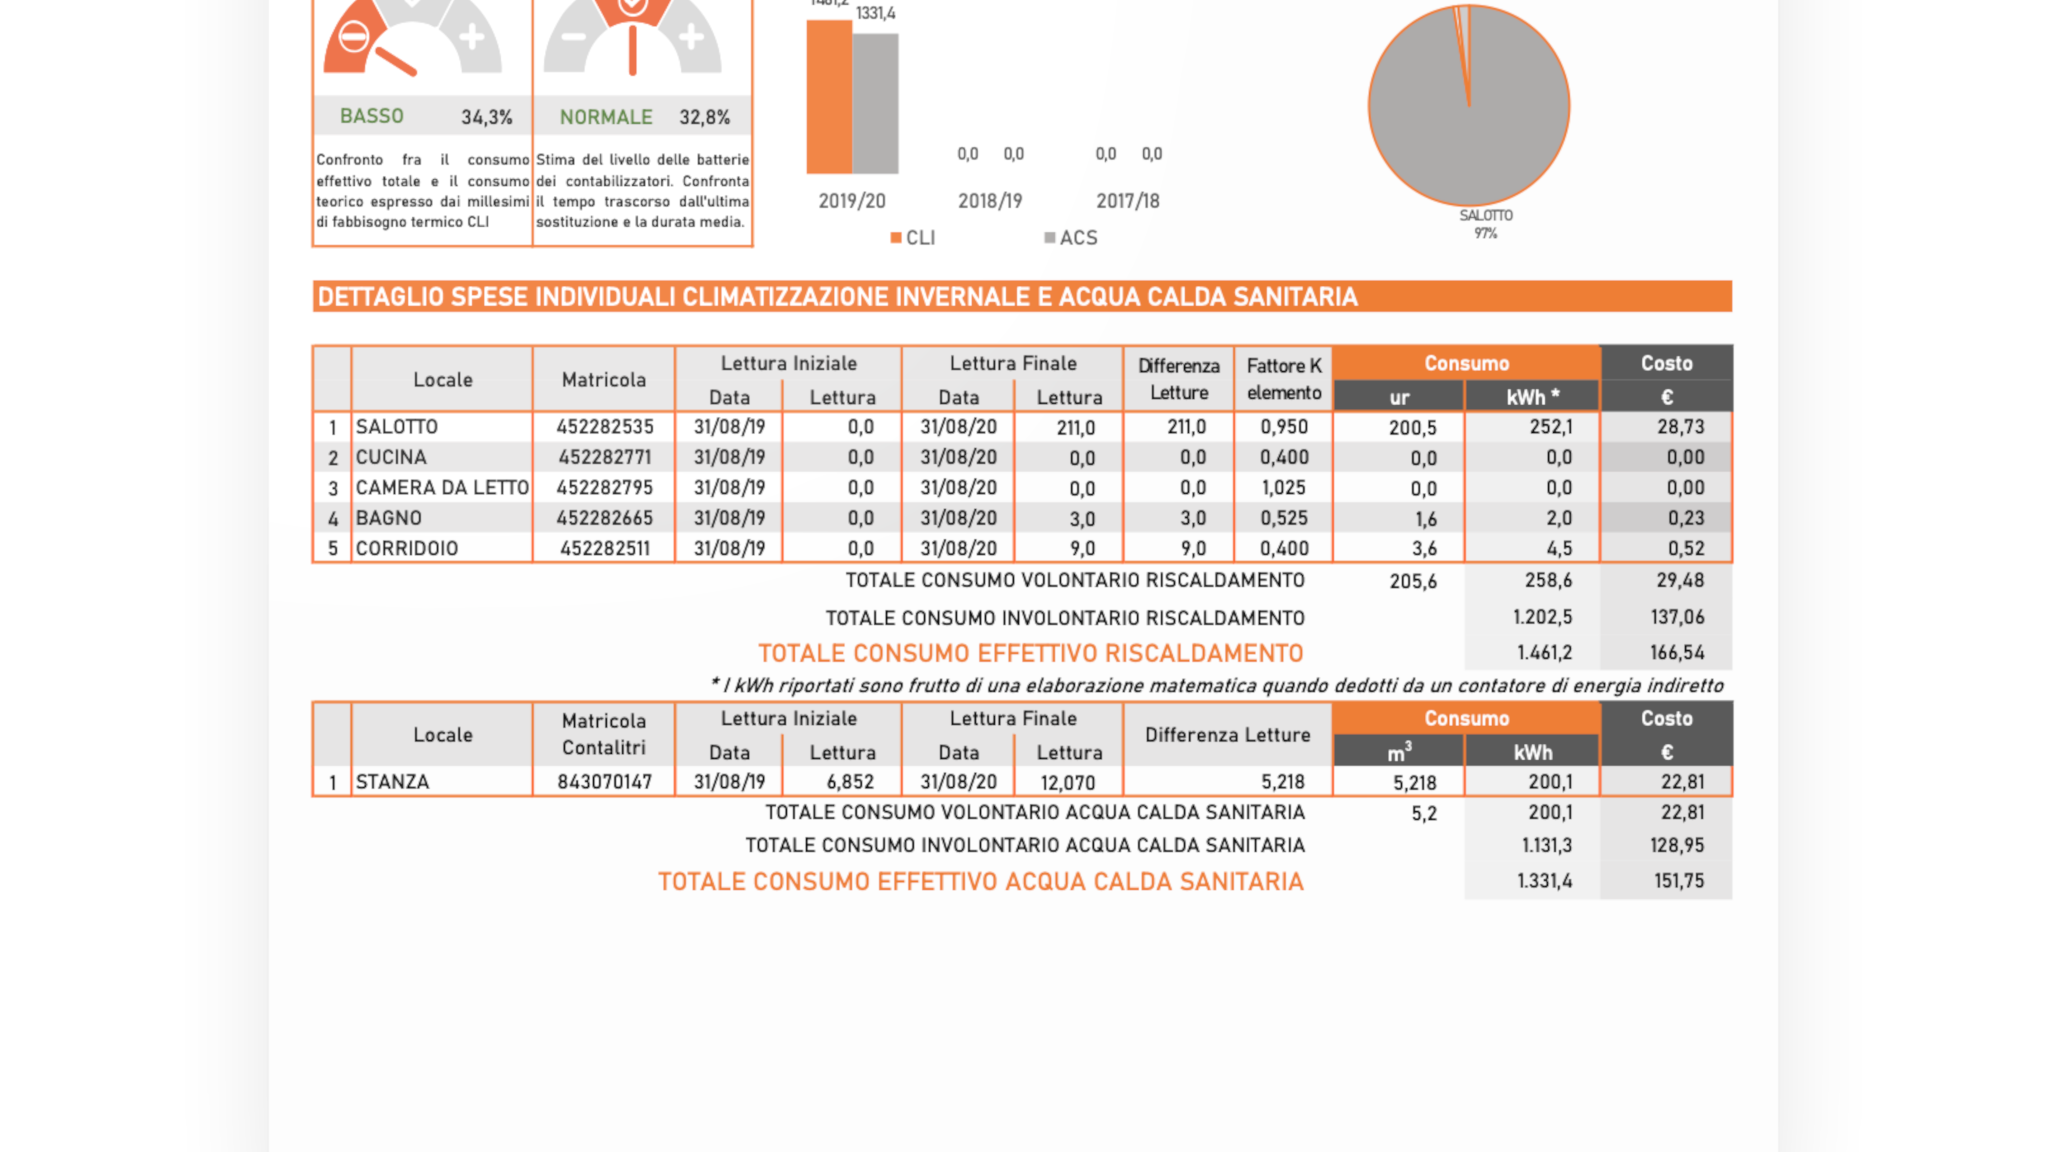 1331,4
BASSO 34,3%
NORMALE 32,8%
Confronto fra il consumo
effettivo totale e il consumo
teorico espresso dai millesimi
di fabbisogno termico CLI
Stima del livello delle batterie
dei contabilizzatori. Confronta
il tempo trascorso dall'ultima
sostituzione e la durata media.
0,0 0,0 0,0 0,0
2019/20 2018/19 2017/18
CLI ACS
SALOTTO
97%
DETTAGLIO SPESE INDIVIDUALI CLIMATIZZAZIONE INVERNALE E ACQUA CALDA SANITARIA
Locale Matricola Lettura Iniziale Lettura Finale Differenza Letture Fattore K elemento Consumo Costo
Data Lettura Data Lettura ur kWh * €
1 SALOTTO 452282535 31/08/19 0,0 31/08/20 211,0 211,0 0,950 200,5 252,1 28,73
2 CUCINA 452282771 31/08/19 0,0 31/08/20 0,0 0,0 0,400 0,0 0,0 0,00
3 CAMERA DA LETTO 452282795 31/08/19 0,0 31/08/20 0,0 0,0 1,025 0,0 0,0 0,00
4 BAGNO 452282665 31/08/19 0,0 31/08/20 3,0 3,0 0,525 1,6 2,0 0,23
5 CORRIDOIO 452282511 31/08/19 0,0 31/08/20 9,0 9,0 0,400 3,6 4,5 0,52
TOTALE CONSUMO VOLONTARIO RISCALDAMENTO 205,6 258,6 29,48
TOTALE CONSUMO INVOLONTARIO RISCALDAMENTO 1.202,5 137,06
TOTALE CONSUMO EFFETTIVO RISCALDAMENTO 1.461,2 166,54
* I kWh riportati sono frutto di una elaborazione matematica quando dedotti da un contatore di energia indiretto
Locale Matricola Contalitri Lettura Iniziale Lettura Finale Differenza Letture Consumo Costo
Data Lettura Data Lettura m³ kWh €
1 STANZA 843070147 31/08/19 6,852 31/08/20 12,070 5,218 5,218 200,1 22,81
TOTALE CONSUMO VOLONTARIO ACQUA CALDA SANITARIA 5,2 200,1 22,81
TOTALE CONSUMO INVOLONTARIO ACQUA CALDA SANITARIA 1.131,3 128,95
TOTALE CONSUMO EFFETTIVO ACQUA CALDA SANITARIA 1.331,4 151,75